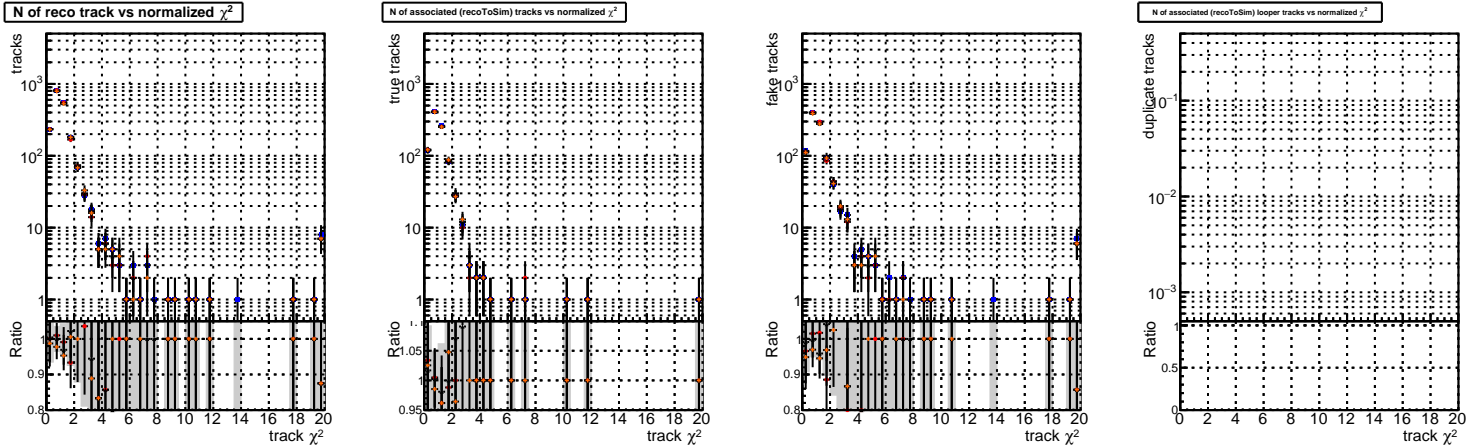 N of reco track vs normalized χ²
tracks
10³
10²
10
1
Ratio
1
0.9
0.8
0 2 4 6 8 10 12 14 16 18 20
track χ²
N of associated (recoToSim) tracks vs normalized χ²
true tracks
10³
10²
10
1
Ratio
1.1
1.05
1
0.95
0 2 4 6 8 10 12 14 16 18 20
track χ²
fake tracks
10³
10²
10
1
Ratio
1
0.9
0.8
0 2 4 6 8 10 12 14 16 18 20
track χ²
N of associated (recoToSim) looper tracks vs normalized χ²
duplicate tracks
10⁻¹
10⁻²
10⁻³
Ratio
1
0.5
0
0 2 4 6 8 10 12 14 16 18 20
track χ²